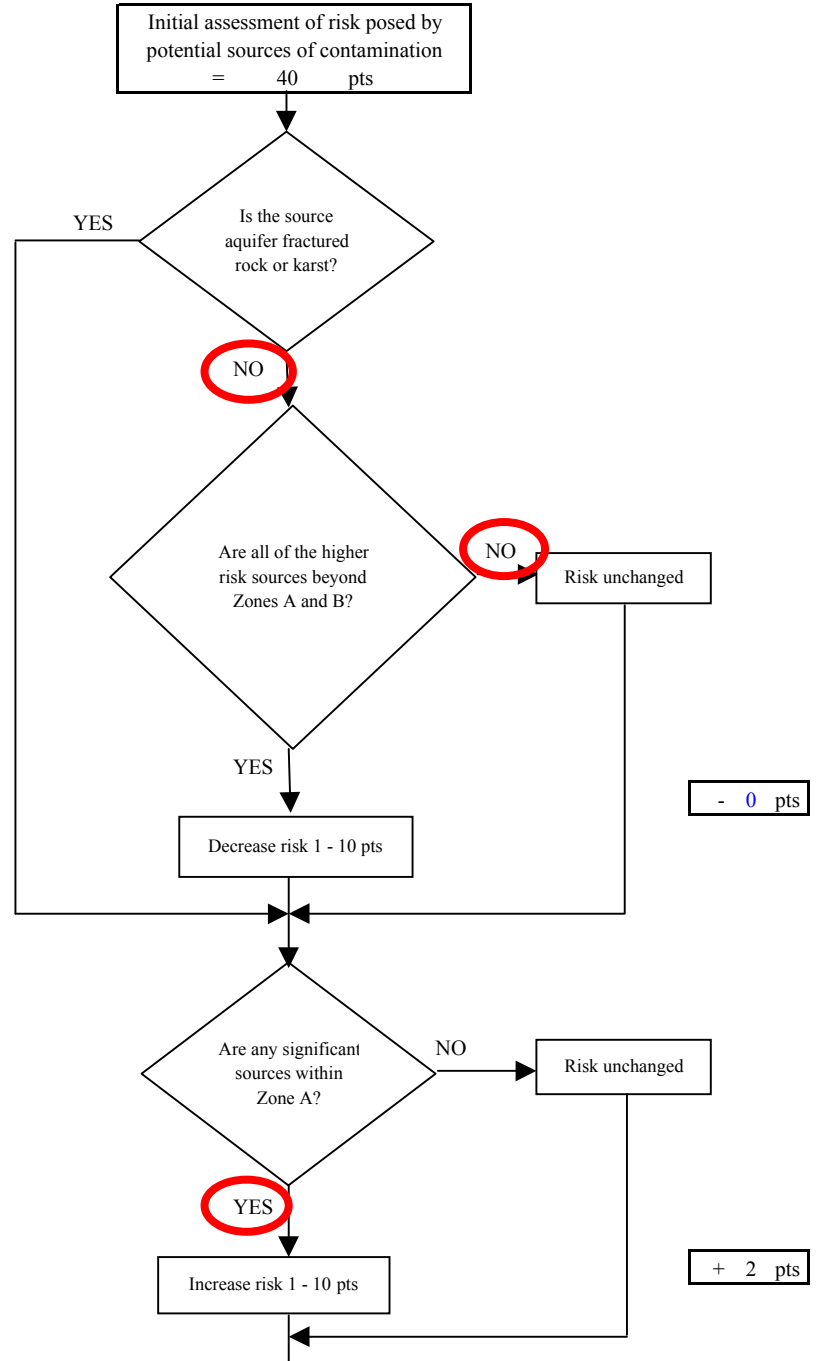 Initial assessment of risk posed by
potential sources of contamination
= 40 pts
YES
Is the source
aquifer fractured
rock or karst?
NO
Are all of the higher
risk sources beyond
Zones A and B?
NO
Risk unchanged
YES
- 0 pts
Decrease risk 1 - 10 pts
Are any significant
sources within
Zone A?
NO
Risk unchanged
YES
+ 2 pts
Increase risk 1 - 10 pts